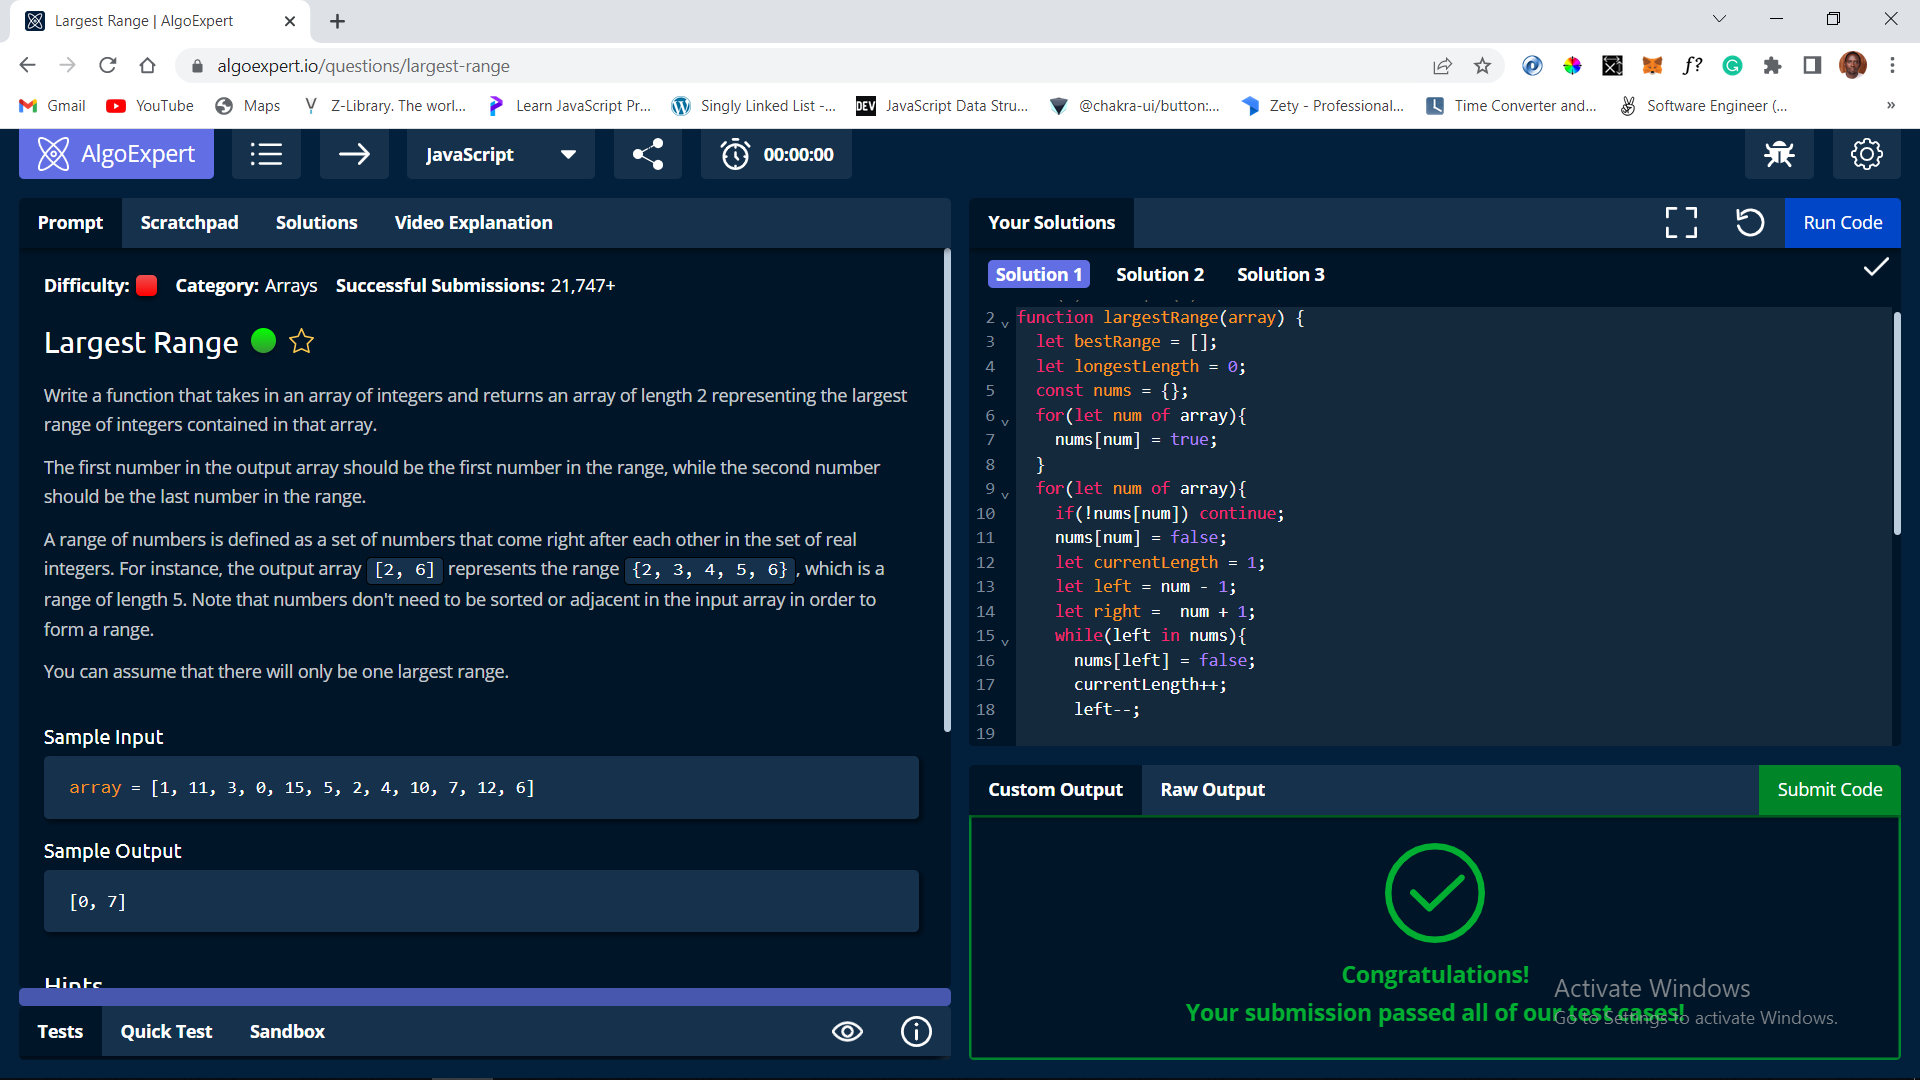 Largest Range | AlgoExpert
algoexpert.io/questions/largest-range
Gmail YouTube Maps Z-Library. The worl... Learn JavaScript Pr... Singly Linked List -... DEV JavaScript Data Stru... @chakra-ui/button:... Zety - Professional... Time Converter and... Software Engineer (... »
AlgoExpert JavaScript 00:00:00
Prompt Scratchpad Solutions Video Explanation
Difficulty: Category: Arrays Successful Submissions: 21,747+
Largest Range
Write a function that takes in an array of integers and returns an array of length 2 representing the largest
range of integers contained in that array.
The first number in the output array should be the first number in the range, while the second number
should be the last number in the range.
A range of numbers is defined as a set of numbers that come right after each other in the set of real
integers. For instance, the output array [2, 6] represents the range {2, 3, 4, 5, 6}, which is a
range of length 5. Note that numbers don't need to be sorted or adjacent in the input array in order to
form a range.
You can assume that there will only be one largest range.
Sample Input
array = [1, 11, 3, 0, 15, 5, 2, 4, 10, 7, 12, 6]
Sample Output
[0, 7]
Hints
Tests Quick Test Sandbox
Your Solutions Run Code
Solution 1 Solution 2 Solution 3
2 function largestRange(array) {
3 let bestRange = [];
4 let longestLength = 0;
5 const nums = {};
6 for(let num of array){
7 nums[num] = true;
8 }
9 for(let num of array){
10 if(!nums[num]) continue;
11 nums[num] = false;
12 let currentLength = 1;
13 let left = num - 1;
14 let right =  num + 1;
15 while(left in nums){
16 nums[left] = false;
17 currentLength++;
18 left--;
19
Custom Output Raw Output Submit Code
Congratulations!
Your submission passed all of our test cases!
Activate Windows
Go to Settings to activate Windows.